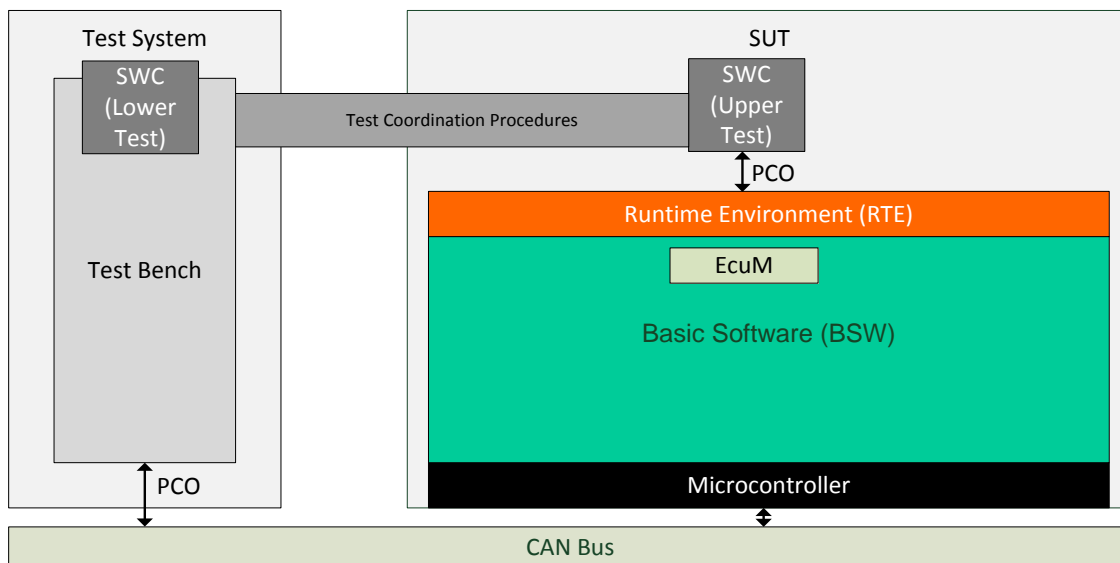 Test System
SWC
(Lower
Test)
Test Bench
PCO
Test Coordination Procedures
SUT
SWC
(Upper
Test)
PCO
Runtime Environment (RTE)
EcuM
Basic Software (BSW)
Microcontroller
CAN Bus